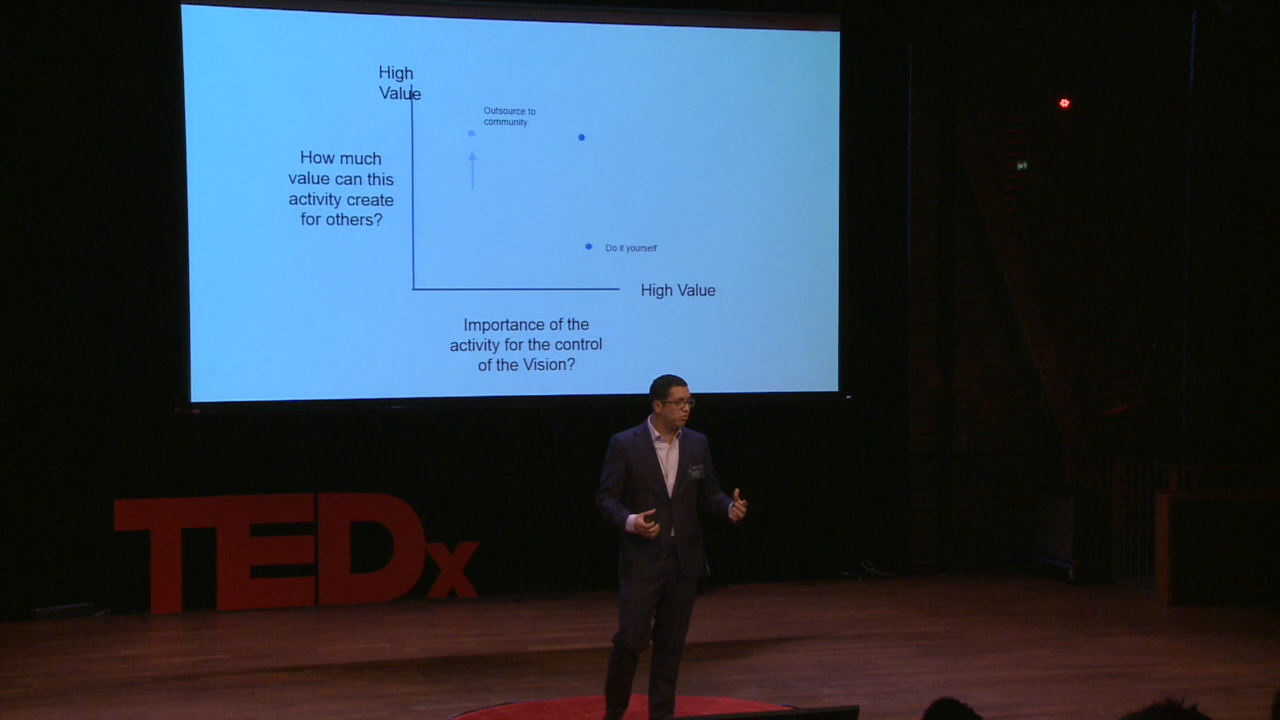 High
Value
Outsource to
community
How much
value can this
activity create
for others?
Do it yourself
High Value
Importance of the
activity for the control
of the Vision?
TEDx